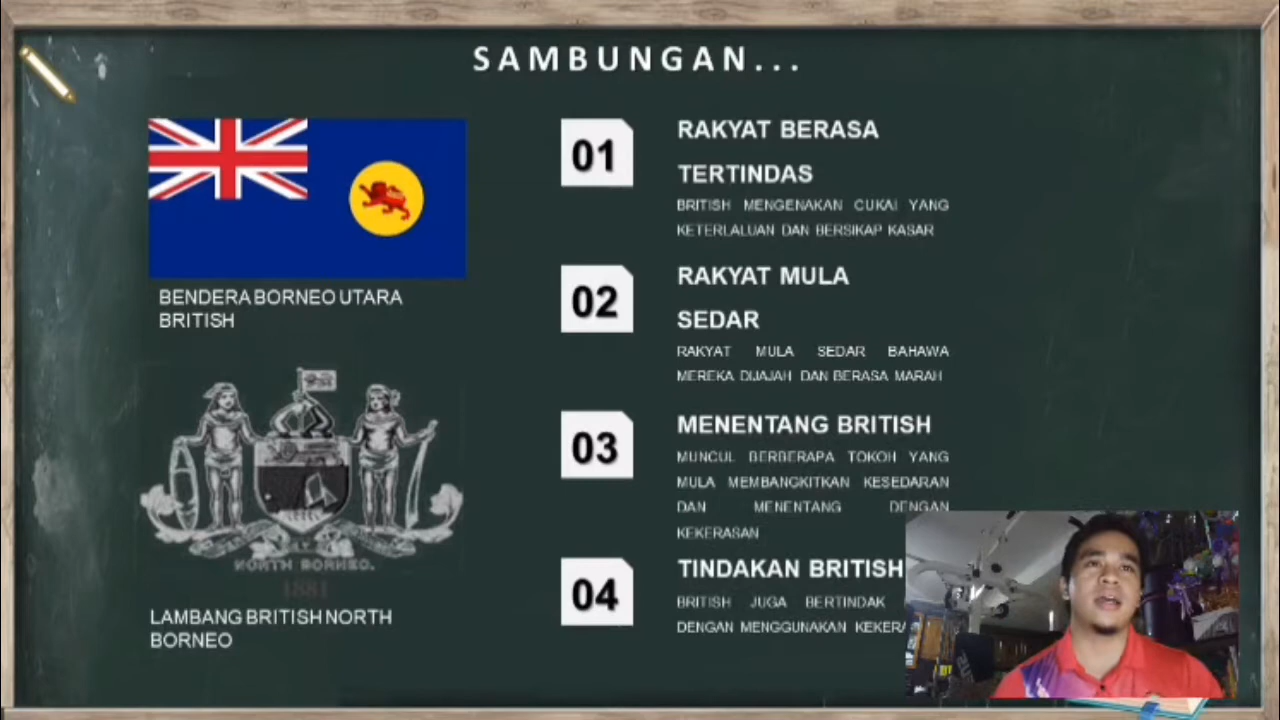 SAMBUNGAN...
BENDERA BORNEO UTARA
BRITISH
NORTH BORNEO.
1881
LAMBANG BRITISH NORTH
BORNEO
01
RAKYAT BERASA
TERTINDAS
BRITISH MENGENAKAN CUKAI YANG
KETERLALUAN DAN BERSIKAP KASAR
02
RAKYAT MULA
SEDAR
RAKYAT MULA SEDAR BAHAWA
MEREKA DIJAJAH DAN BERASA MARAH
03
MENENTANG BRITISH
MUNCUL BERBERAPA TOKOH YANG
MULA MEMBANGKITKAN KESEDARAN
DAN MENENTANG DENGAN
KEKERASAN
04
TINDAKAN BRITISH
BRITISH JUGA BERTINDAK
DENGAN MENGGUNAKAN